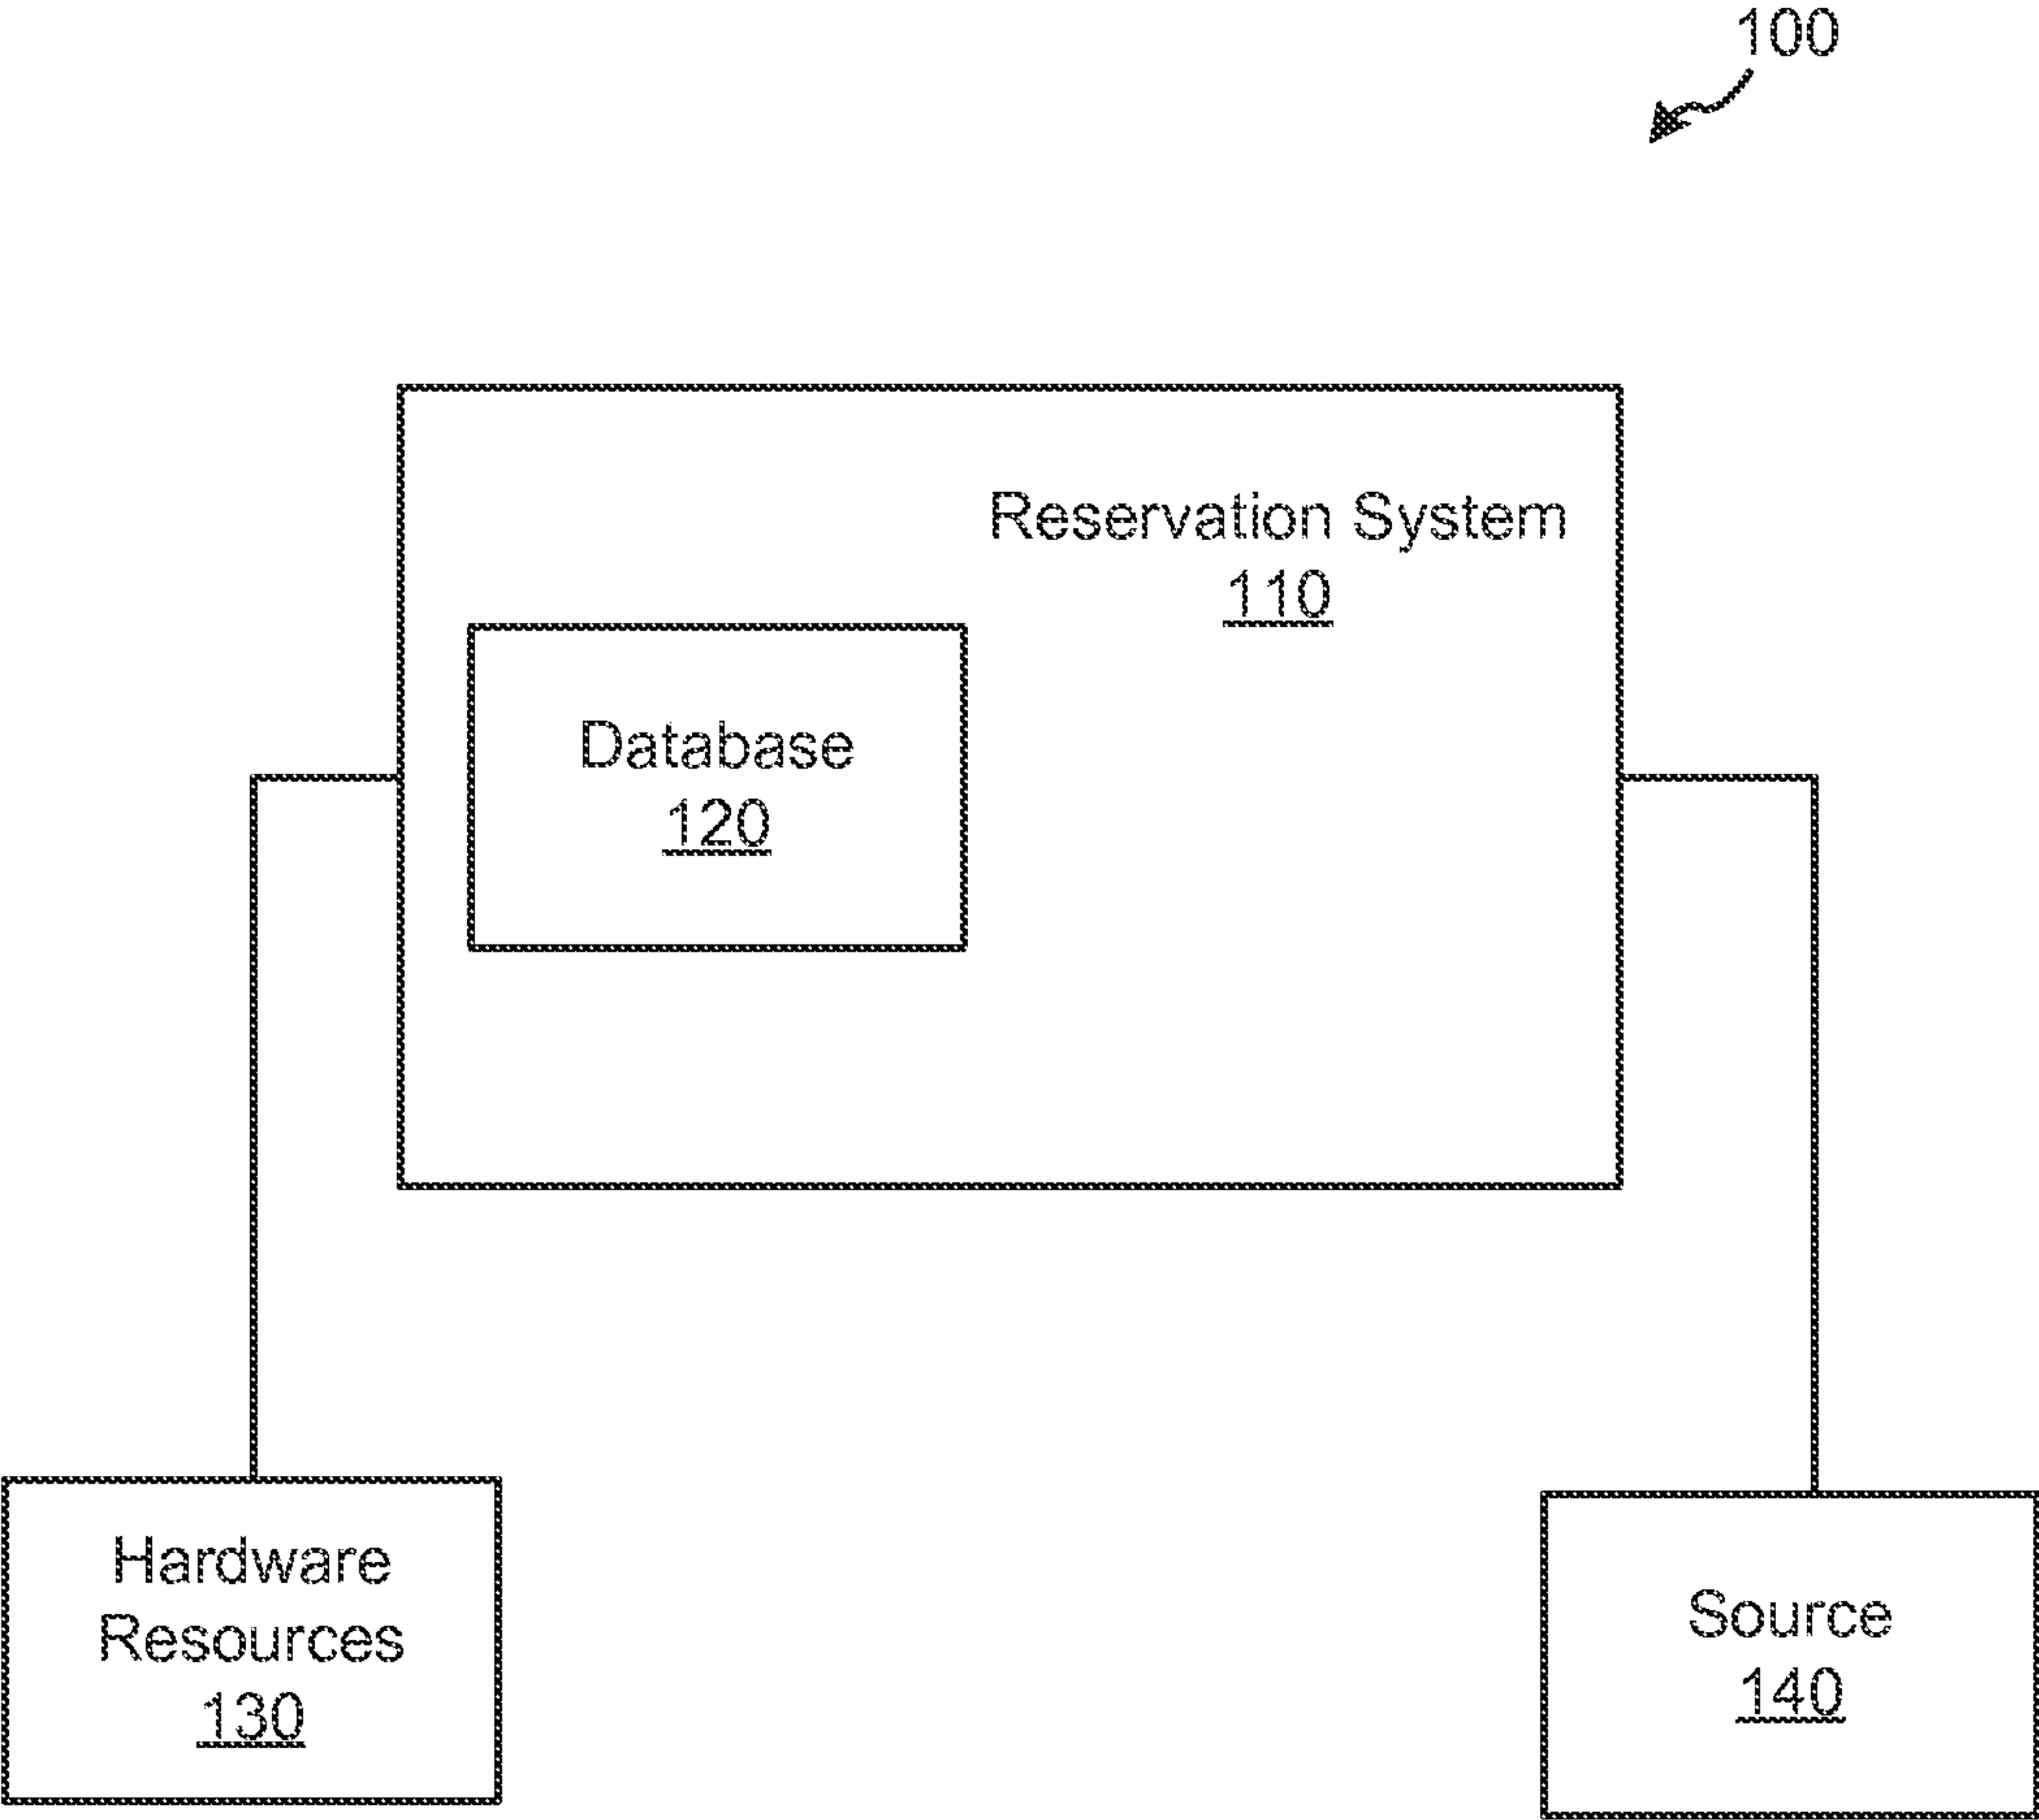 100
Reservation System
110
Database
120
Hardware
Resources
130
Source
140